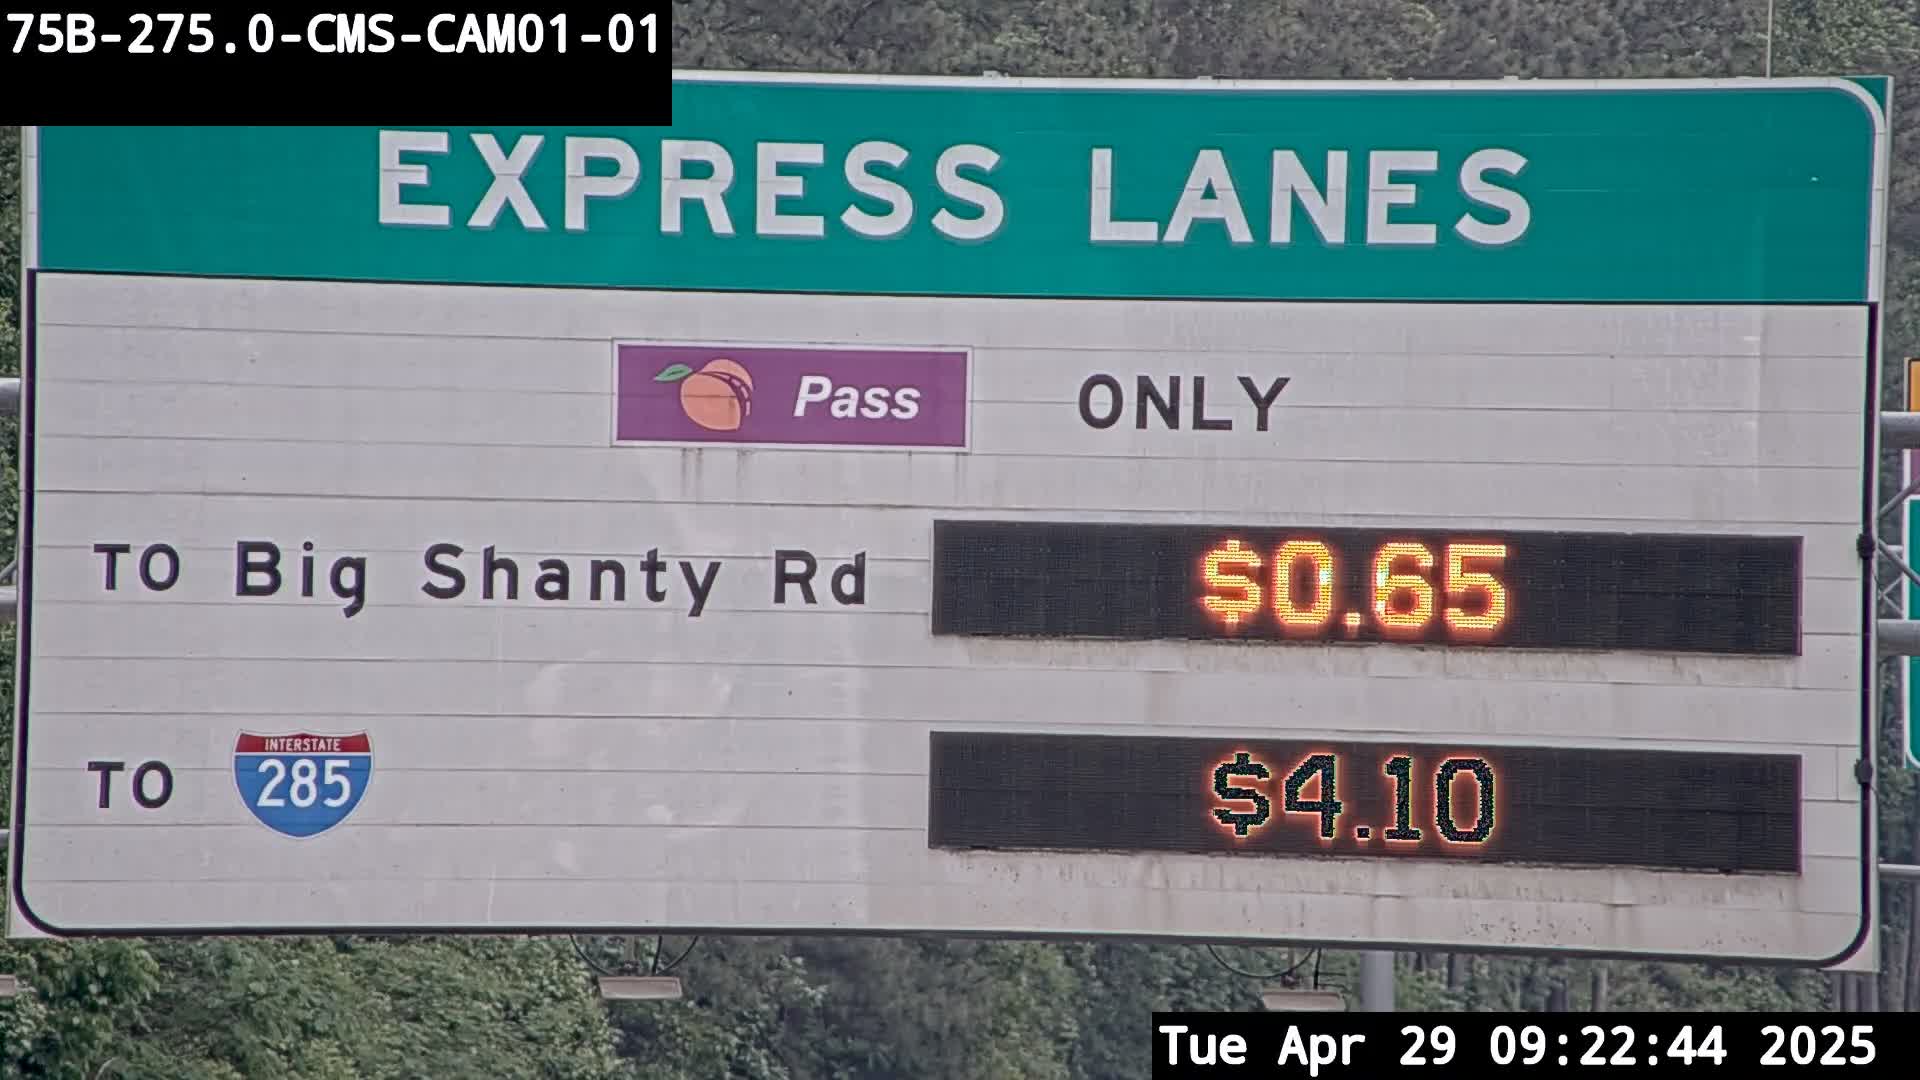 75B-275.0-CMS-CAM01-01
EXPRESS LANES
Pass ONLY
TO Big Shanty Rd $0.65
INTERSTATE
TO 285 $4.10
Tue Apr 29 09:22:44 2025